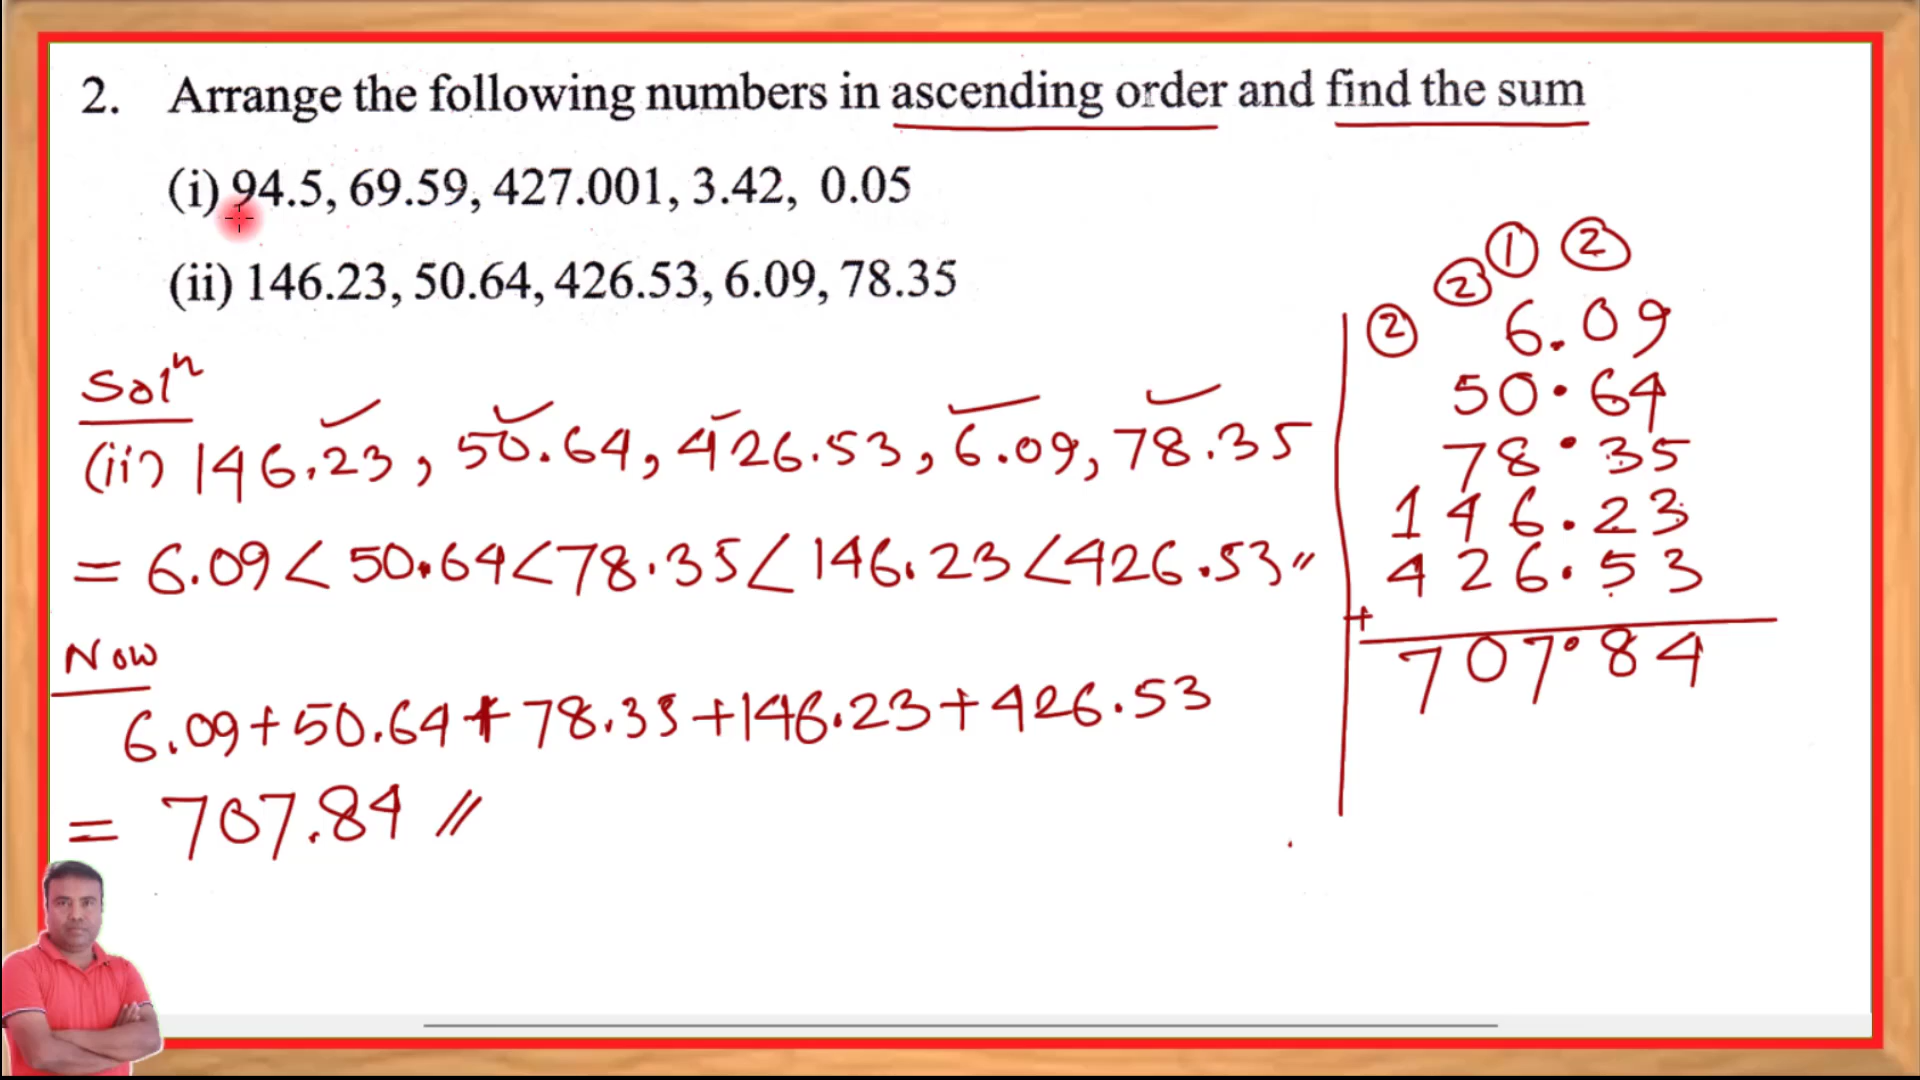 2. Arrange the following numbers in ascending order and find the sum
(i) 94.5, 69.59, 427.001, 3.42, 0.05
(ii) 146.23, 50.64, 426.53, 6.09, 78.35
Solⁿ
(ii) 146.23, 50.64, 426.53, 6.09, 78.35
= 6.09 < 50.64 < 78.35 < 146.23 < 426.53 //
Now
6.09 + 50.64 + 78.35 + 146.23 + 426.53
= 707.84 //
② ② ① ②
6.09
50.64
78.35
146.23
426.53
+
707.84